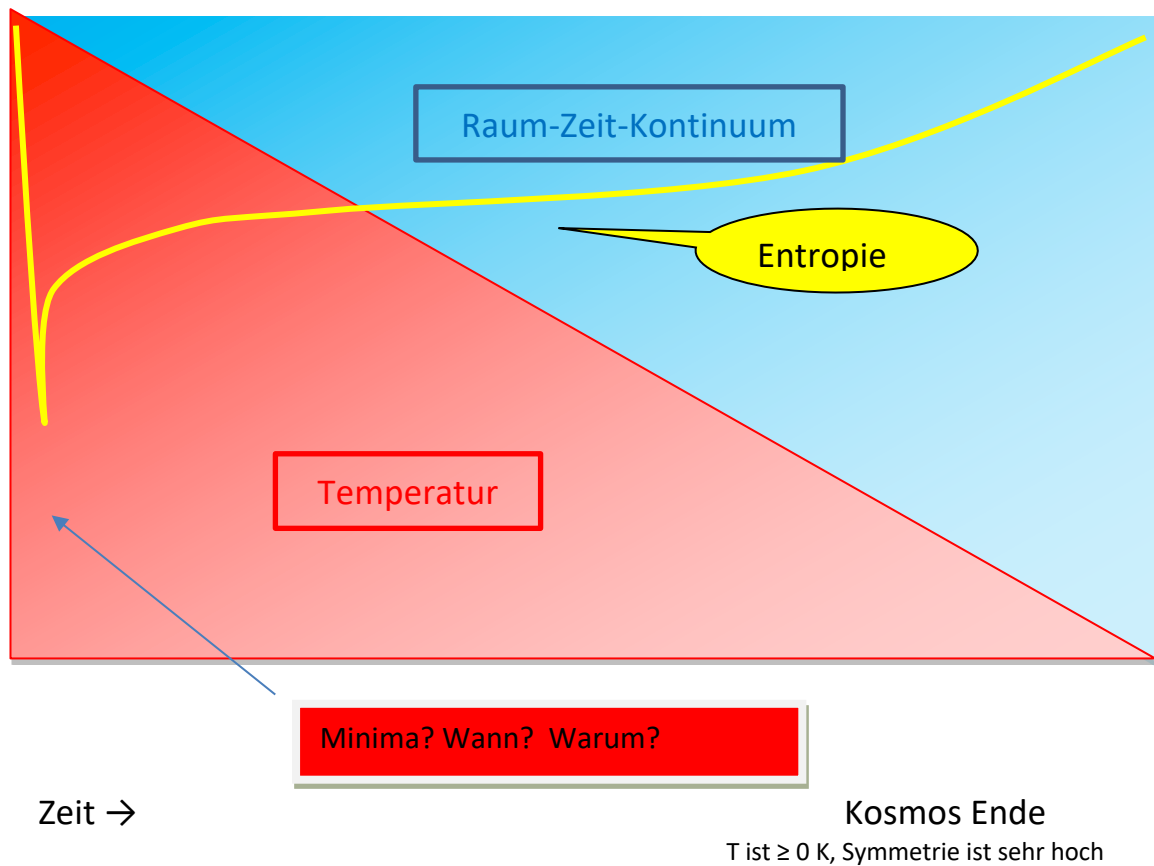 Raum-Zeit-Kontinuum
Entropie
Temperatur
Minima? Wann?  Warum?
Zeit →
Kosmos Ende
T ist ≥ 0 K, Symmetrie ist sehr hoch